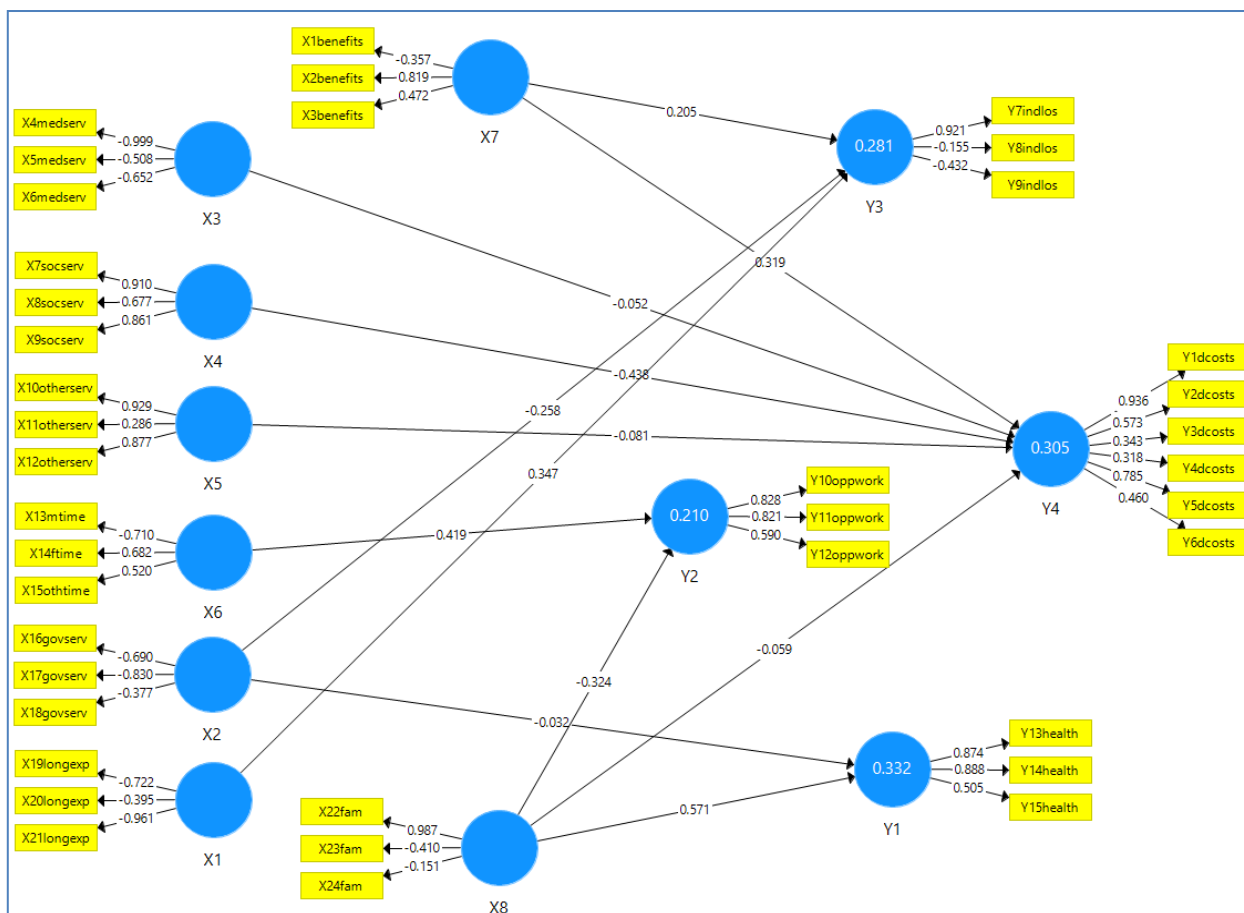 X1benefits
-0.357
X2benefits
0.819
X3benefits
0.472
X7
X4medserv
-0.999
X5medserv
-0.508
X6medserv
-0.652
X3
0.205
0.281
Y3
Y7indlos
0.921
Y8indlos
-0.155
Y9indlos
-0.432
0.319
-0.052
X7socserv
0.910
X8socserv
0.677
X9socserv
0.861
X4
-0.438
-0.258
X10otherserv
0.929
X11otherserv
0.286
X12otherserv
0.877
X5
-0.081
0.347
0.305
Y4
Y1dcosts
0.936
Y2dcosts
0.573
Y3dcosts
0.343
Y4dcosts
0.318
Y5dcosts
0.785
Y6dcosts
0.460
X13mtime
-0.710
X14ftime
0.682
X15othtime
0.520
X6
0.419
0.210
Y2
Y10oppwork
0.828
Y11oppwork
0.821
Y12oppwork
0.590
X16govserv
-0.690
X17govserv
-0.830
X18govserv
-0.377
X2
-0.324
-0.059
-0.032
X19longexp
-0.722
X20longexp
-0.395
X21longexp
-0.961
X1
X22fam
0.987
X23fam
-0.410
X24fam
-0.151
X8
0.571
0.332
Y1
Y13health
0.874
Y14health
0.888
Y15health
0.505